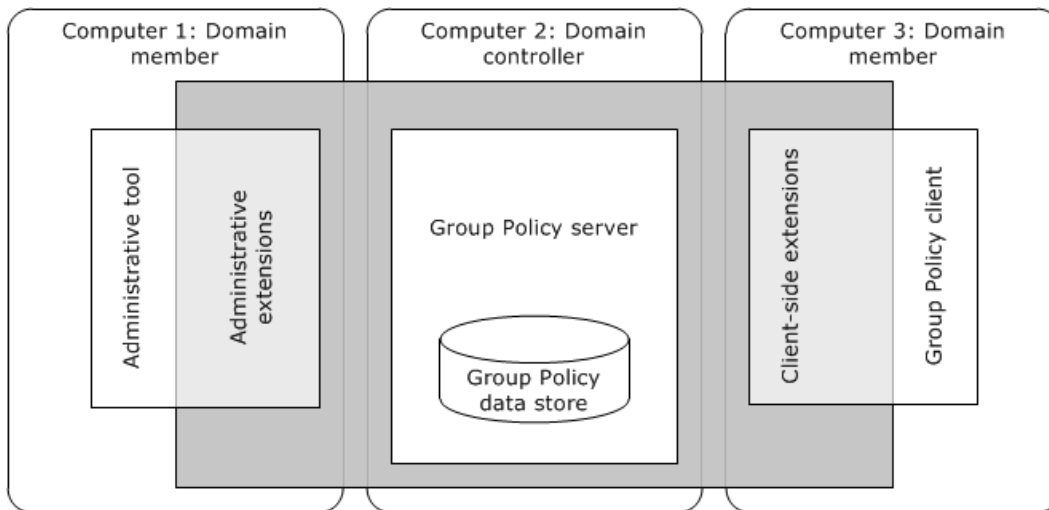 Computer 1: Domain
member
Computer 2: Domain
controller
Computer 3: Domain
member
Administrative tool
Administrative
extensions
Group Policy server
Group Policy
data store
Client-side extensions
Group Policy client